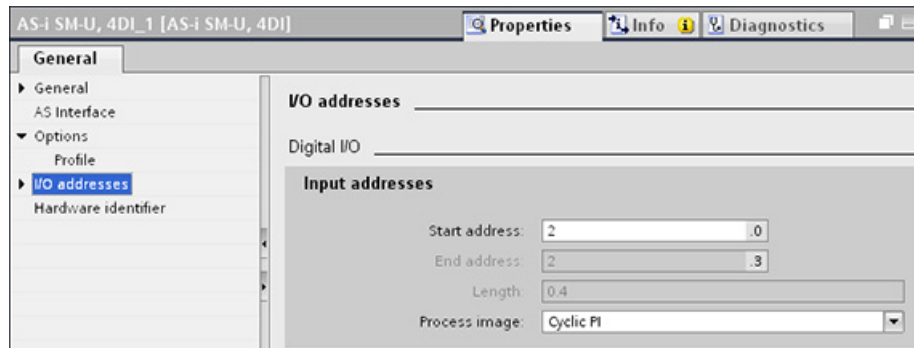 AS-i SM-U, 4DI_1 [AS-i SM-U, 4DI]
Properties
Info
Diagnostics
General
General
AS Interface
Options
Profile
I/O addresses
Hardware identifier
I/O addresses
Digital I/O
Input addresses
Start address: 2 .0
End address: 2 .3
Length: 0.4
Process image: Cyclic PI